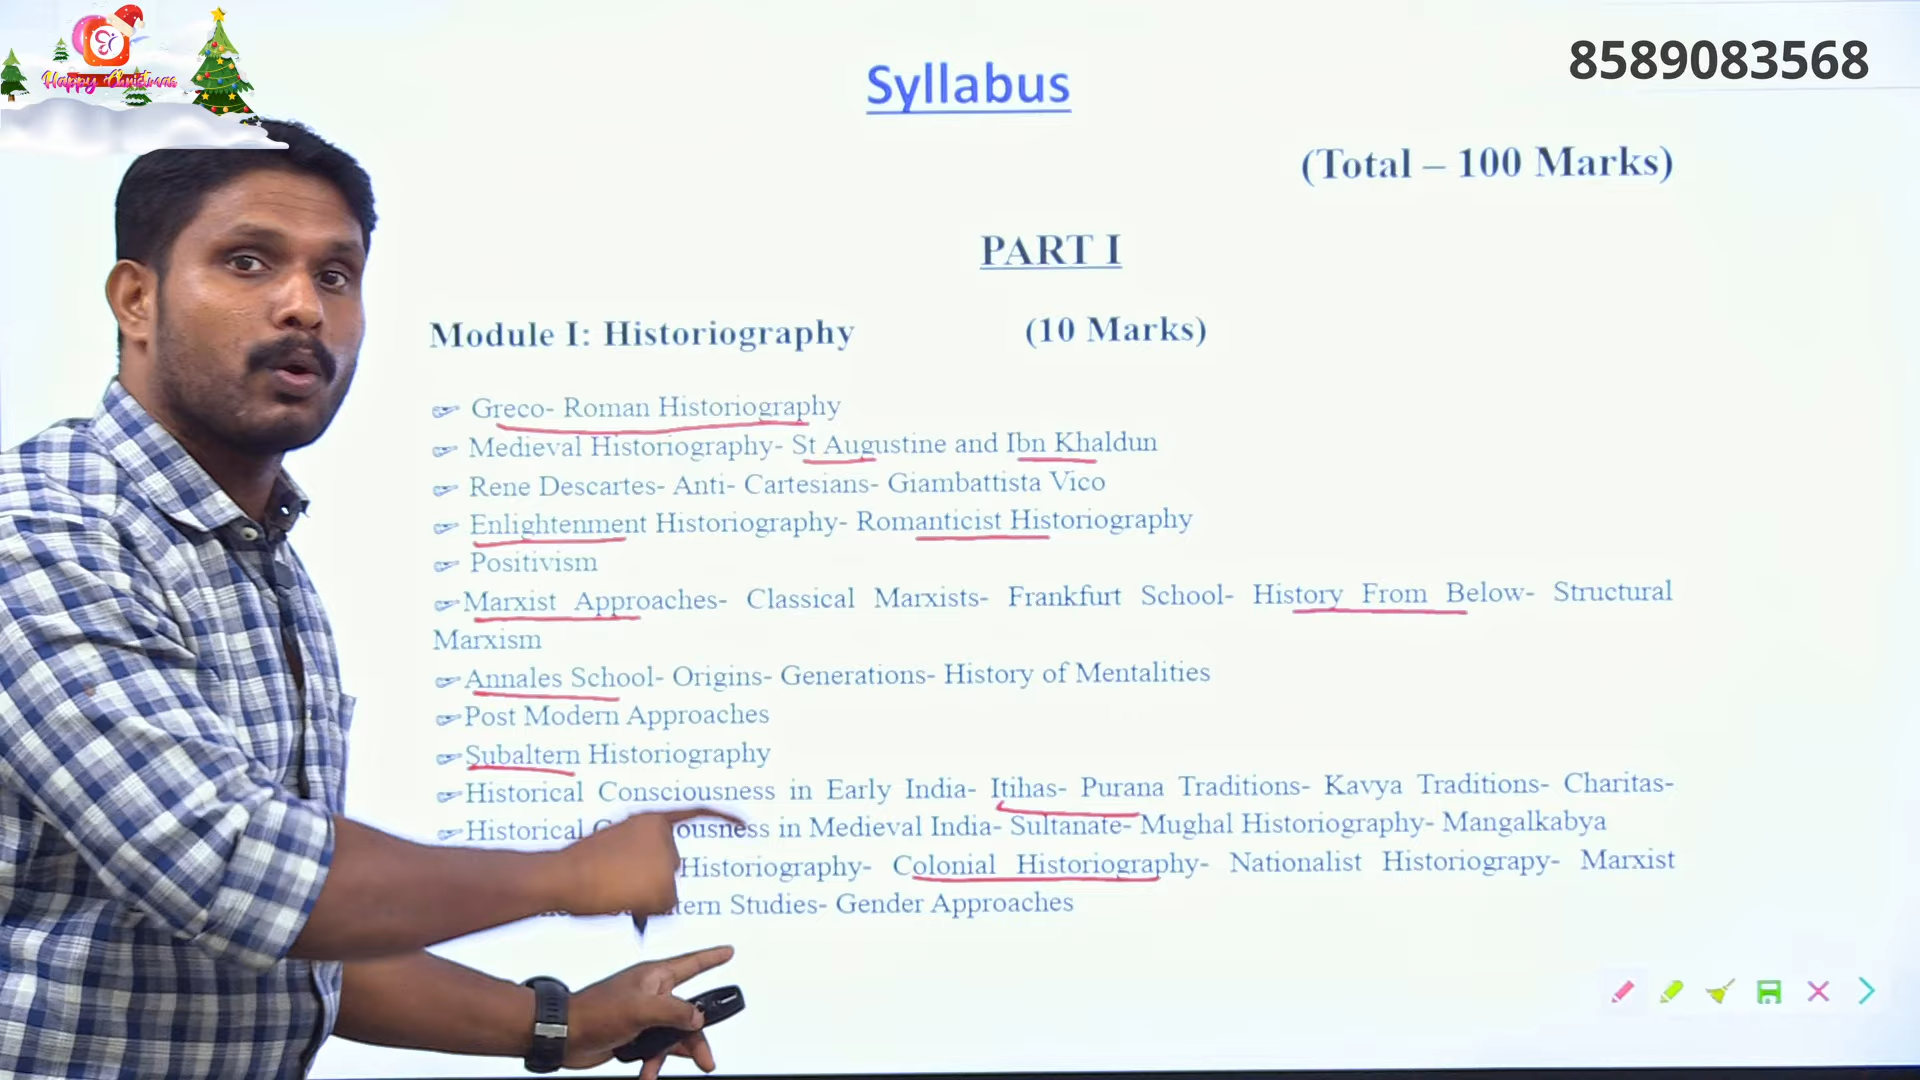 Happy Christmas
8589083568
Syllabus
(Total – 100 Marks)
PART I
Module I: Historiography (10 Marks)
Greco- Roman Historiography
Medieval Historiography- St Augustine and Ibn Khaldun
Rene Descartes- Anti- Cartesians- Giambattista Vico
Enlightenment Historiography- Romanticist Historiography
Positivism
Marxist Approaches- Classical Marxists- Frankfurt School- History From Below- Structural
Marxism
Annales School- Origins- Generations- History of Mentalities
Post Modern Approaches
Subaltern Historiography
Historical Consciousness in Early India- Itihas- Purana Traditions- Kavya Traditions- Charitas-
Historical in Medieval India- Sultanate- Mughal Historiography- Mangalkabya
Historiography- Colonial Historiography- Nationalist Historiograpy- Marxist
Studies- Gender Approaches